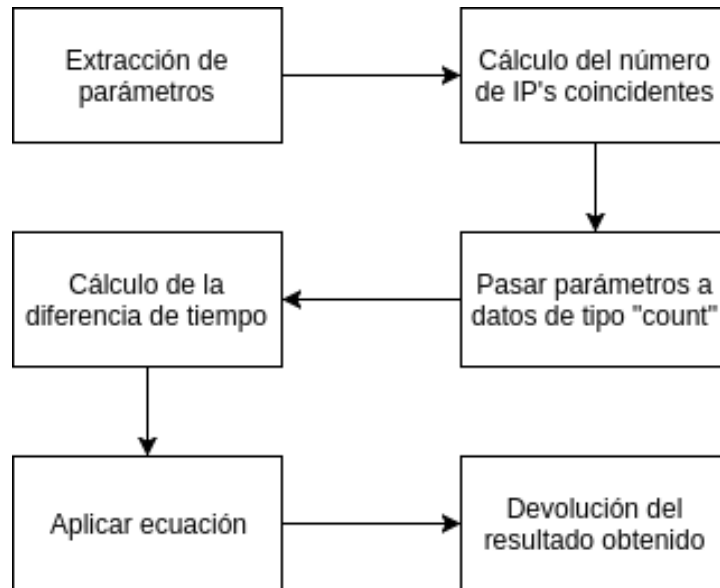 Extracción de
parámetros
Cálculo del número
de IP's coincidentes
Pasar parámetros a
datos de tipo "count"
Cálculo de la
diferencia de tiempo
Aplicar ecuación
Devolución del
resultado obtenido